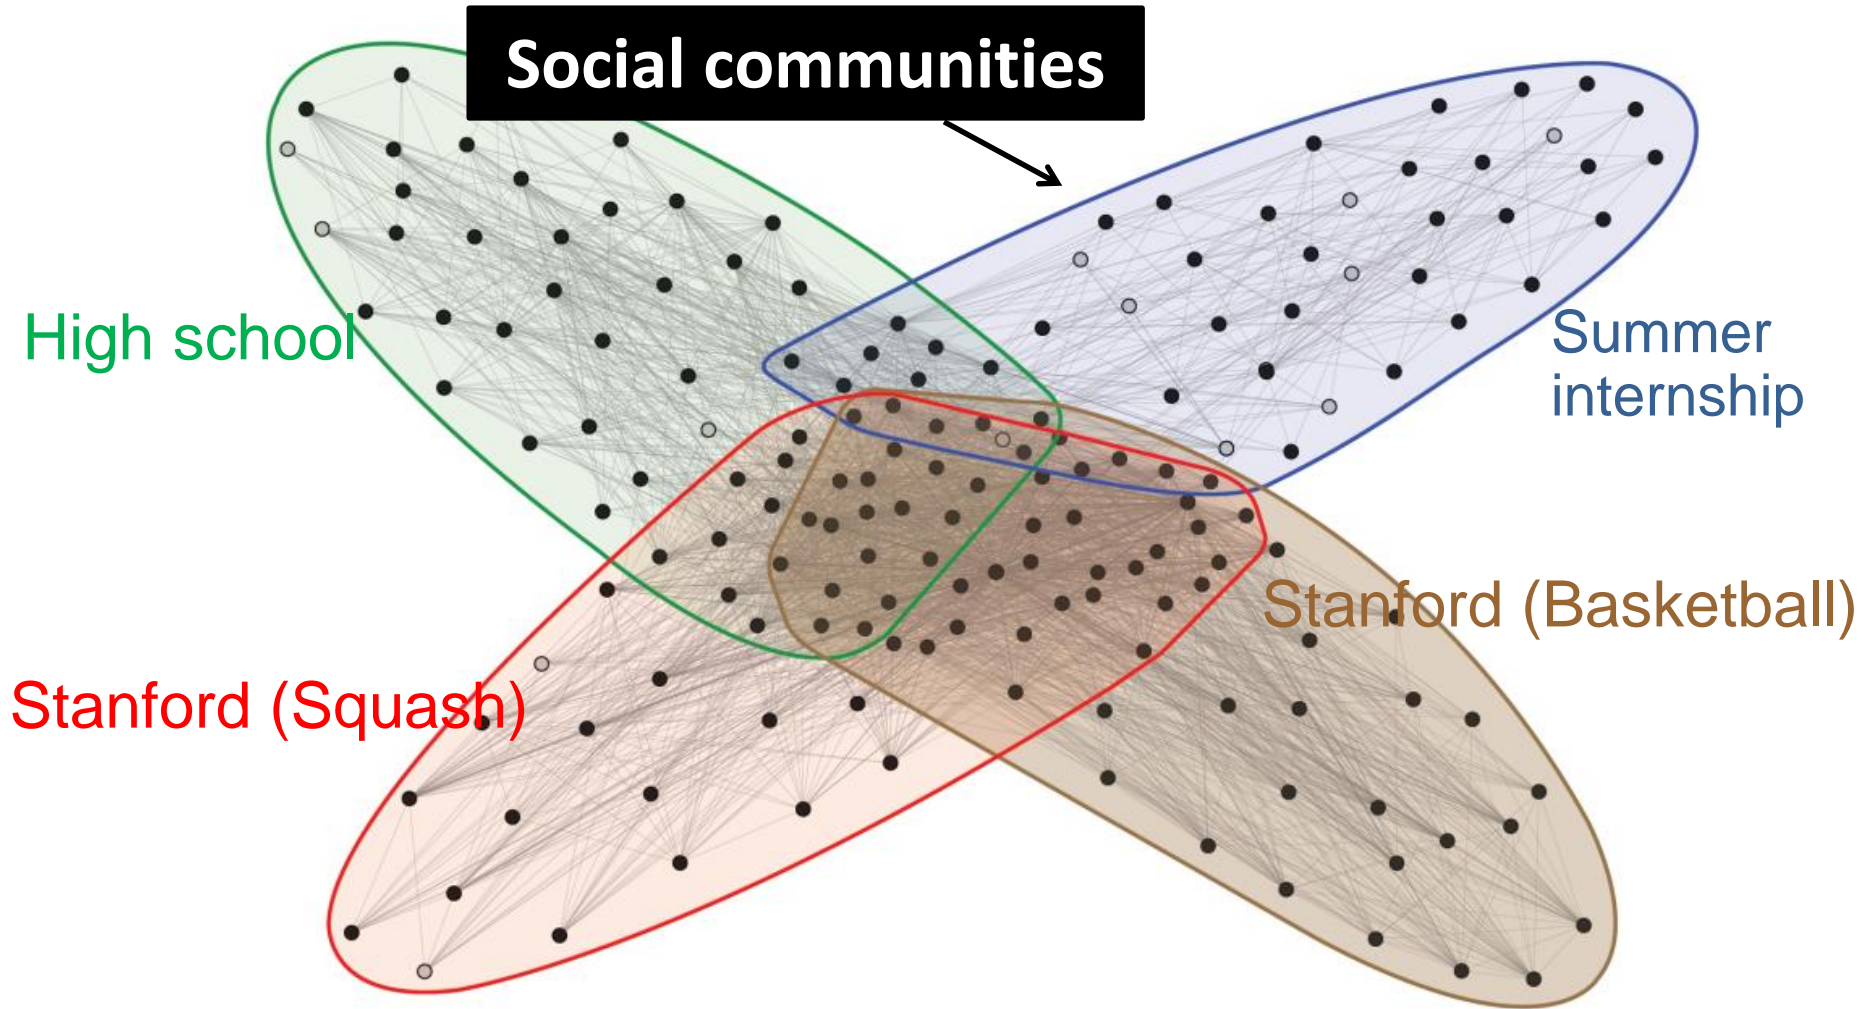 Social communities
High school
Summer
internship
Stanford (Basketball)
Stanford (Squash)